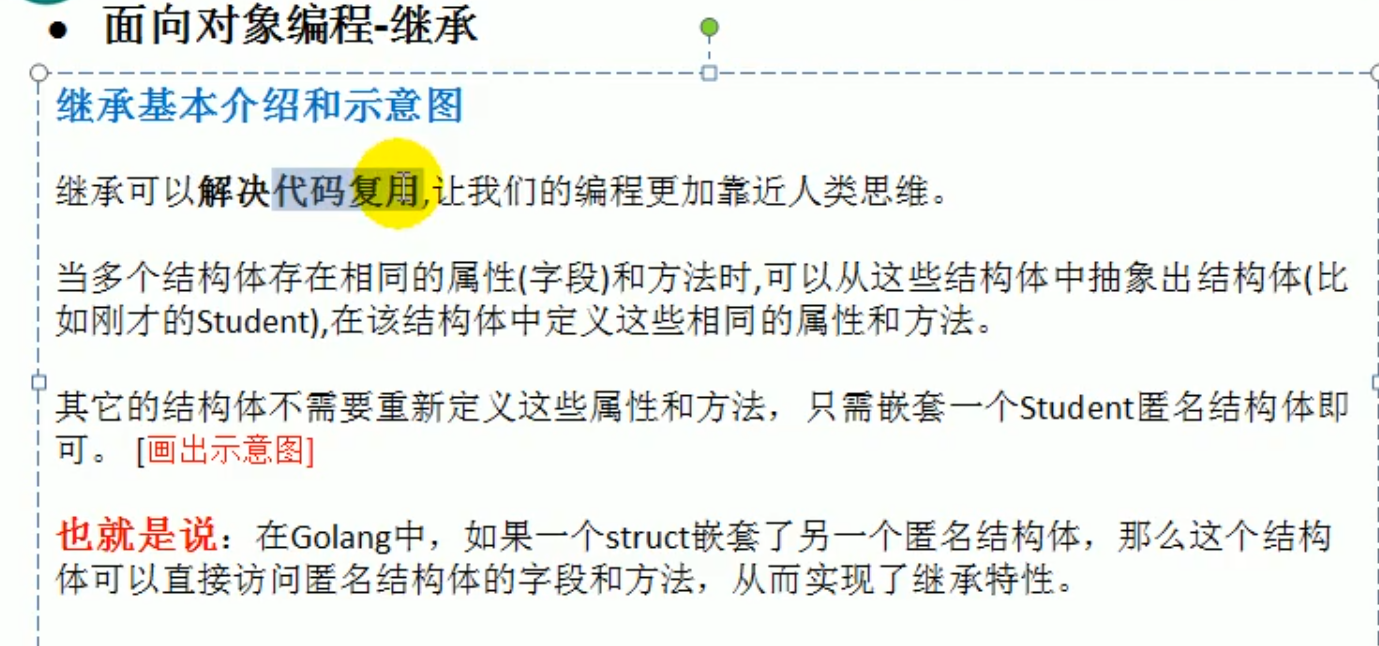 ● 面向对象编程-继承
继承基本介绍和示意图
继承可以解决代码复用,让我们的编程更加靠近人类思维。
当多个结构体存在相同的属性(字段)和方法时,可以从这些结构体中抽象出结构体(比
如刚才的Student),在该结构体中定义这些相同的属性和方法。
其它的结构体不需要重新定义这些属性和方法，只需嵌套一个Student匿名结构体即
可。 [画出示意图]
也就是说：在Golang中，如果一个struct嵌套了另一个匿名结构体，那么这个结构
体可以直接访问匿名结构体的字段和方法，从而实现了继承特性。